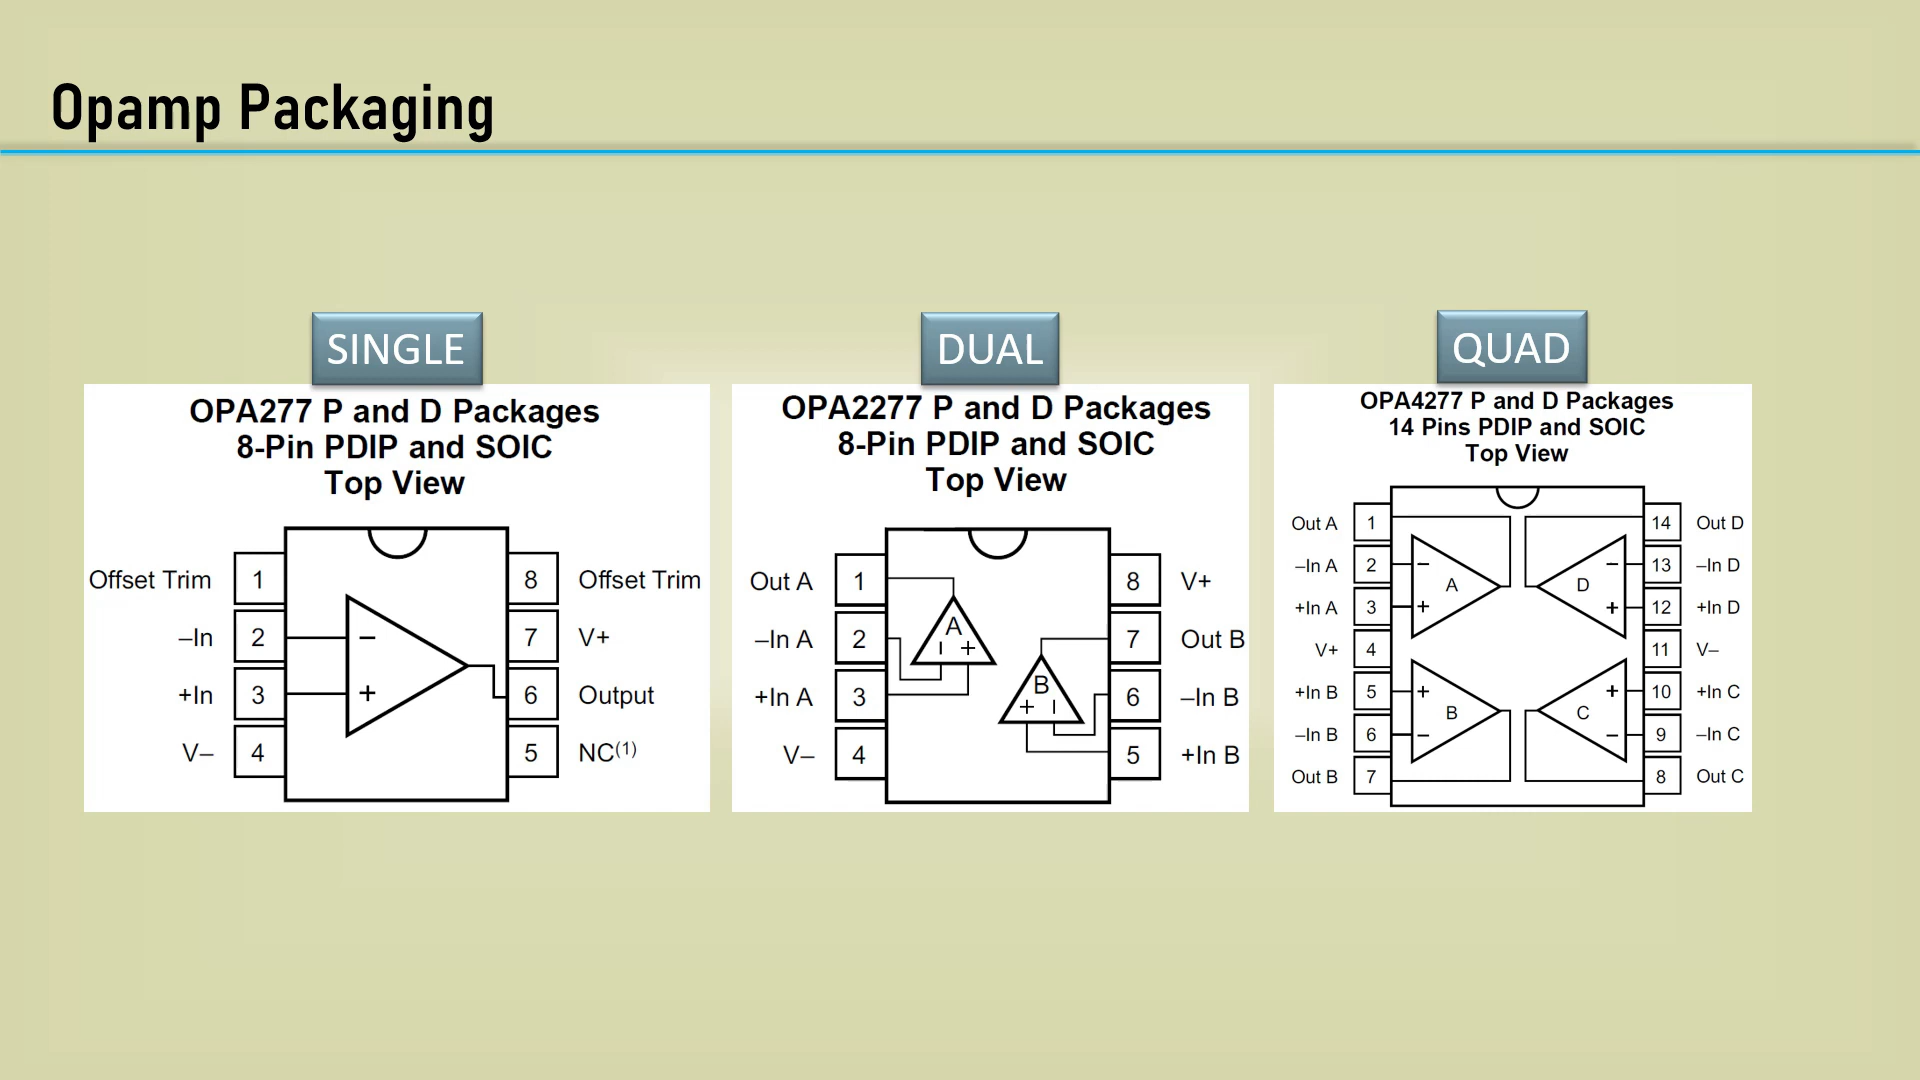 Opamp Packaging
SINGLE
OPA277 P and D Packages
8-Pin PDIP and SOIC
Top View
Offset Trim 1 8 Offset Trim
–In 2 − 7 V+
+In 3 + 6 Output
V– 4 5 NC(1)
DUAL
OPA2277 P and D Packages
8-Pin PDIP and SOIC
Top View
Out A 1 A 8 V+
–In A 2 − + 7 Out B
+In A 3 B + − 6 –In B
V– 4 5 +In B
QUAD
OPA4277 P and D Packages
14 Pins PDIP and SOIC
Top View
Out A 1 14 Out D
–In A 2 − A D − 13 –In D
+In A 3 + + 12 +In D
V+ 4 11 V–
+In B 5 + + 10 +In C
–In B 6 − B C − 9 –In C
Out B 7 8 Out C